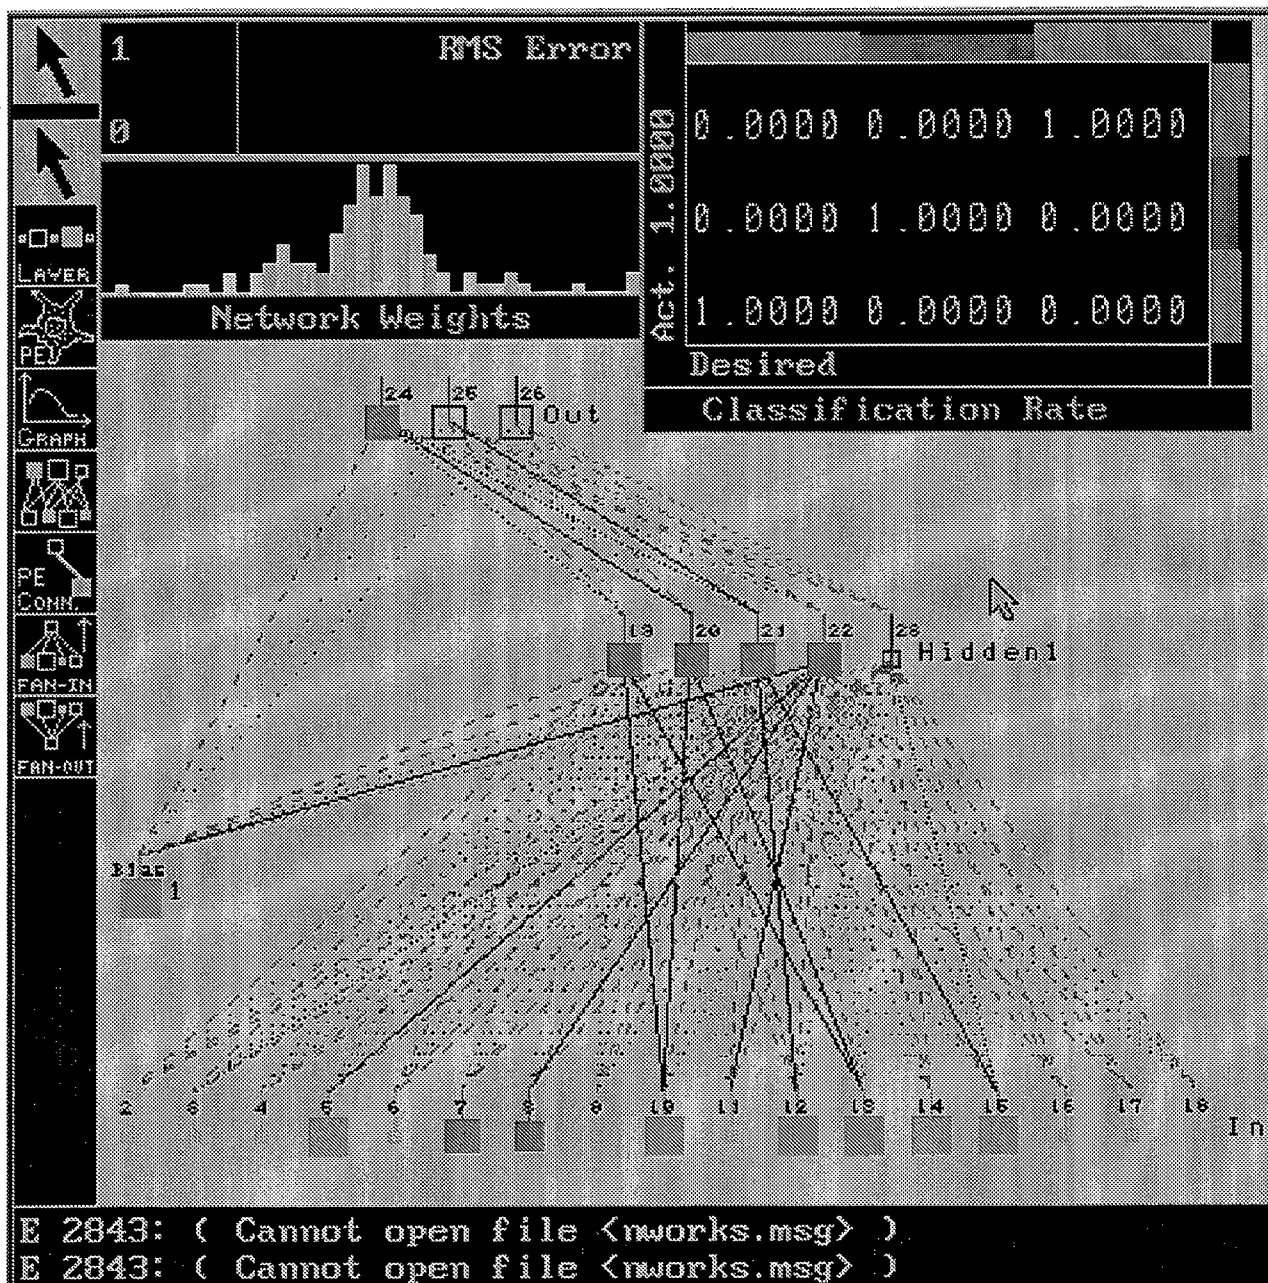 1 RMS Error
0
Network Weights
Act. 1.0000
0.0000 0.0000 1.0000
0.0000 1.0000 0.0000
1.0000 0.0000 0.0000
Desired
Classification Rate
LAYER
PE
GRAPH
PE
CONN.
FAN-IN
FAN-OUT
24 25 26
Out
19 20 21 22 23
Hidden1
Bias
1
2 3 4 5 6 7 8 9 10 11 12 13 14 15 16 17 18
In
E 2843: ( Cannot open file <nworks.msg> )
E 2843: ( Cannot open file <nworks.msg> )